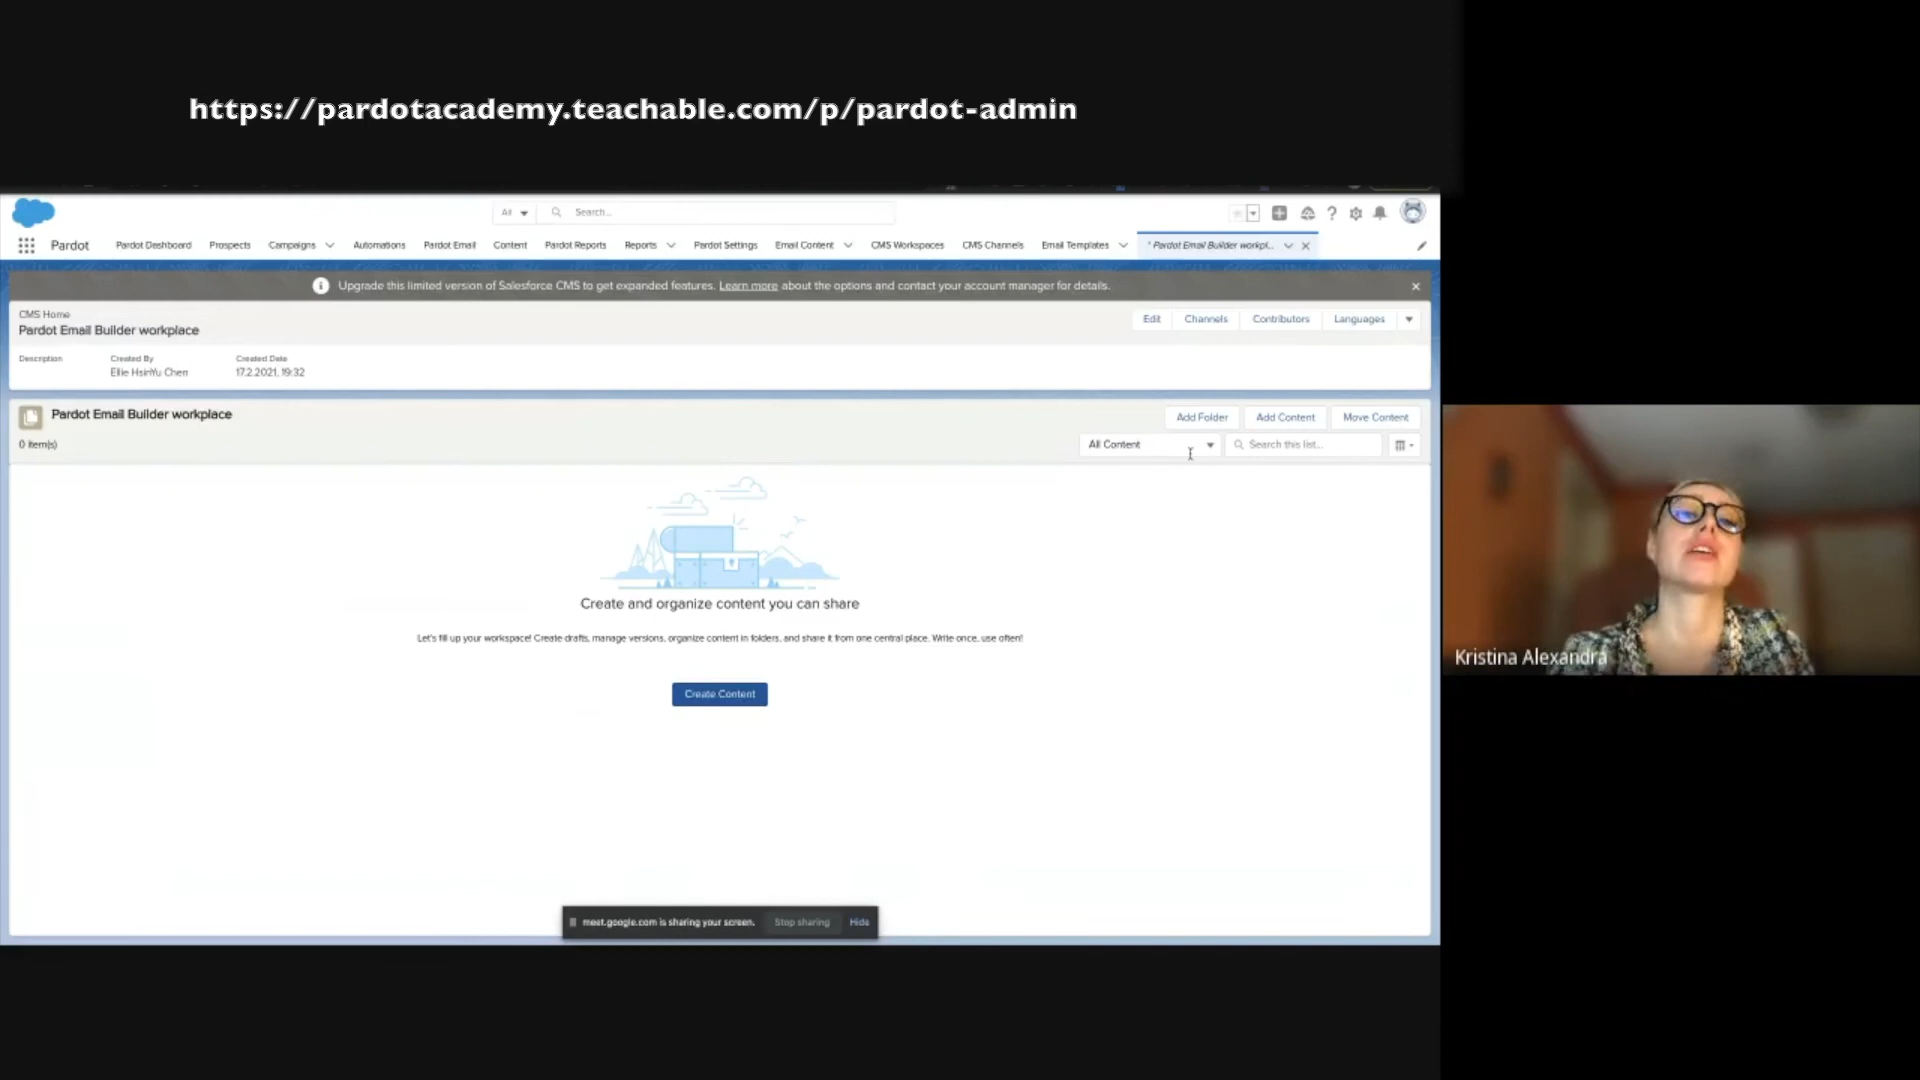 https://pardotacademy.teachable.com/p/pardot-admin
All
Search...
Pardot
Pardot Dashboard
Prospects
Campaigns
Automations
Pardot Email
Content
Pardot Reports
Reports
Pardot Settings
Email Content
CMS Workspaces
CMS Channels
Email Templates
* Pardot Email Builder workpl...
Upgrade this limited version of Salesforce CMS to get expanded features. Learn more about the options and contact your account manager for details.
CMS Home
Pardot Email Builder workplace
Edit
Channels
Contributors
Languages
Description
Created By
Created Date
Ellie HsinYu Chen
17.2.2021, 19:32
Pardot Email Builder workplace
Add Folder
Add Content
Move Content
0 item(s)
All Content
Search this list...
Create and organize content you can share
Let's fill up your workspace! Create drafts, manage versions, organize content in folders, and share it from one central place. Write once, use often!
Kristina Alexandra
Create Content
meet.google.com is sharing your screen.
Stop sharing
Hide